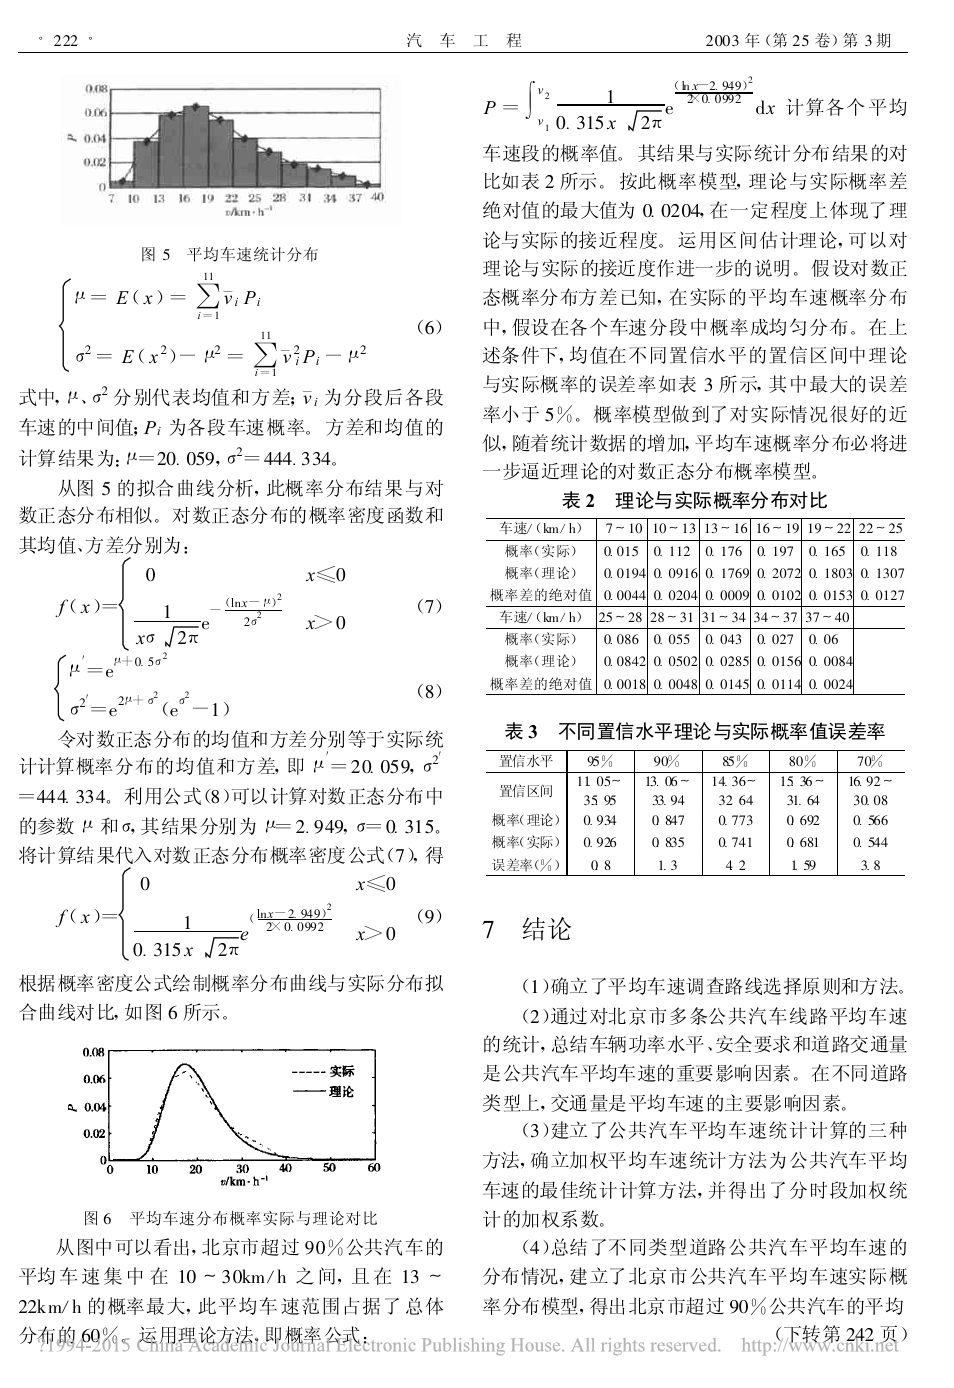 ° 222 °
汽 车 工 程
2003 年(第 25 卷)第 3 期
0.08
0.06
0.04
0.02
0
P
7 10 13 16 19 22 25 28 31 34 37 40
v/km·h⁻¹
图 5 平均车速统计分布
μ = E(x) = ∑_{i=1}^{11} v̄_i P_i
σ² = E(x²) − μ² = ∑_{i=1}^{11} v̄_i² P_i − μ²
(6)
式中, μ、σ² 分别代表均值和方差; v̄_i 为分段后各段
车速的中间值; P_i 为各段车速概率。方差和均值的
计算结果为: μ=20.059, σ²=444.334。
从图 5 的拟合曲线分析, 此概率分布结果与对
数正态分布相似。对数正态分布的概率密度函数和
其均值、方差分别为:
f(x)={ 0 x≤0
1/(xσ√2π) e^{−(lnx−μ)²/2σ²} x>0
(7)
μ′=e^{μ+0.5σ²}
σ²′=e^{2μ+σ²}(e^{σ²}−1)
(8)
令对数正态分布的均值和方差分别等于实际统
计计算概率分布的均值和方差, 即 μ′=20.059, σ²′
=444.334。利用公式(8)可以计算对数正态分布中
的参数 μ 和 σ, 其结果分别为 μ=2.949, σ=0.315。
将计算结果代入对数正态分布概率密度公式(7), 得
f(x)={ 0 x≤0
1/(0.315x√2π) e^{(lnx−2.949)²/2×0.0992} x>0
(9)
根据概率密度公式绘制概率分布曲线与实际分布拟
合曲线对比, 如图 6 所示。
0.08
0.06
0.04
0.02
0
P
实际
理论
0 10 20 30 40 50 60
v/km·h⁻¹
图 6 平均车速分布概率实际与理论对比
从图中可以看出, 北京市超过 90%公共汽车的
平均车速集中在 10 ~ 30km/h 之间, 且在 13 ~
22km/h 的概率最大, 此平均车速范围占据了总体
分布的 60%。运用理论方法, 即概率公式:
P = ∫_{v₁}^{v₂} 1/(0.315x√2π) e^{(lnx−2.949)²/2×0.0992} dx 计算各个平均
车速段的概率值。其结果与实际统计分布结果的对
比如表 2 所示。按此概率模型, 理论与实际概率差
绝对值的最大值为 0.0204, 在一定程度上体现了理
论与实际的接近程度。运用区间估计理论, 可以对
理论与实际的接近度作进一步的说明。假设对数正
态概率分布方差已知, 在实际的平均车速概率分布
中, 假设在各个车速分段中概率成均匀分布。在上
述条件下, 均值在不同置信水平的置信区间中理论
与实际概率的误差率如表 3 所示, 其中最大的误差
率小于 5%。概率模型做到了对实际情况很好的近
似, 随着统计数据的增加, 平均车速概率分布必将进
一步逼近理论的对数正态分布概率模型。
表 2 理论与实际概率分布对比
车速/(km/h) 7~10 10~13 13~16 16~19 19~22 22~25
概率(实际) 0.015 0.112 0.176 0.197 0.165 0.118
概率(理论) 0.0194 0.0916 0.1769 0.2072 0.1803 0.1307
概率差的绝对值 0.0044 0.0204 0.0009 0.0102 0.0153 0.0127
车速/(km/h) 25~28 28~31 31~34 34~37 37~40
概率(实际) 0.086 0.055 0.043 0.027 0.06
概率(理论) 0.0842 0.0502 0.0285 0.0156 0.0084
概率差的绝对值 0.0018 0.0048 0.0145 0.0114 0.0024
表 3 不同置信水平理论与实际概率值误差率
置信水平 95% 90% 85% 80% 70%
置信区间 11.05~35.95 13.06~33.94 14.36~32.64 15.36~31.64 16.92~30.08
概率(理论) 0.934 0.847 0.773 0.692 0.566
概率(实际) 0.926 0.835 0.741 0.681 0.544
误差率(%) 0.8 1.3 4.2 1.59 3.8
7 结论
(1)确立了平均车速调查路线选择原则和方法。
(2)通过对北京市多条公共汽车线路平均车速
的统计, 总结车辆功率水平、安全要求和道路交通量
是公共汽车平均车速的重要影响因素。在不同道路
类型上, 交通量是平均车速的主要影响因素。
(3)建立了公共汽车平均车速统计计算的三种
方法, 确立加权平均车速统计方法为公共汽车平均
车速的最佳统计计算方法, 并得出了分时段加权统
计的加权系数。
(4)总结了不同类型道路公共汽车平均车速的
分布情况, 建立了北京市公共汽车平均车速实际概
率分布模型, 得出北京市超过 90%公共汽车的平均
(下转第 242 页)
?1994-2015 China Academic Journal Electronic Publishing House. All rights reserved. http://www.cnki.net